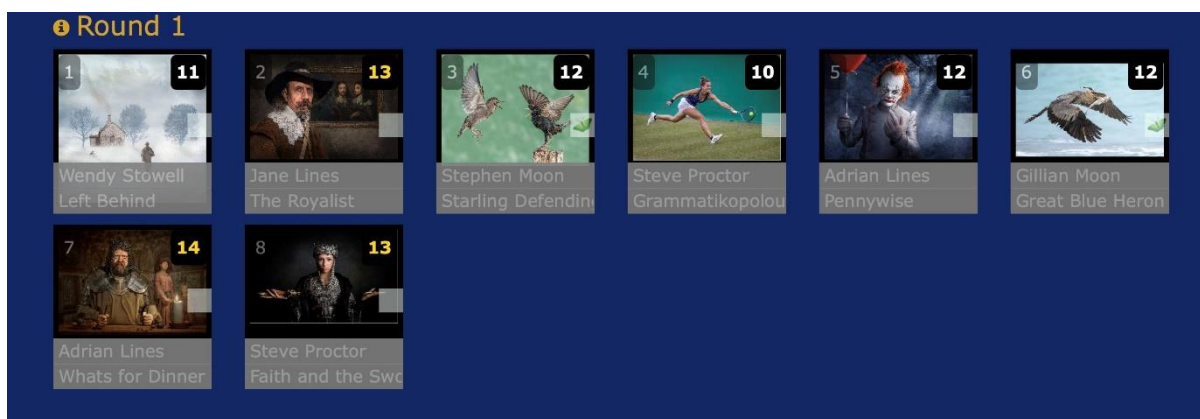 Round 1
1 11
Wendy Stowell
Left Behind
2 13
Jane Lines
The Royalist
3 12
Stephen Moon
Starling Defendin
4 10
Steve Proctor
Grammatikopolou
5 12
Adrian Lines
Pennywise
6 12
Gillian Moon
Great Blue Heron
7 14
Adrian Lines
Whats for Dinner
8 13
Steve Proctor
Faith and the Swo